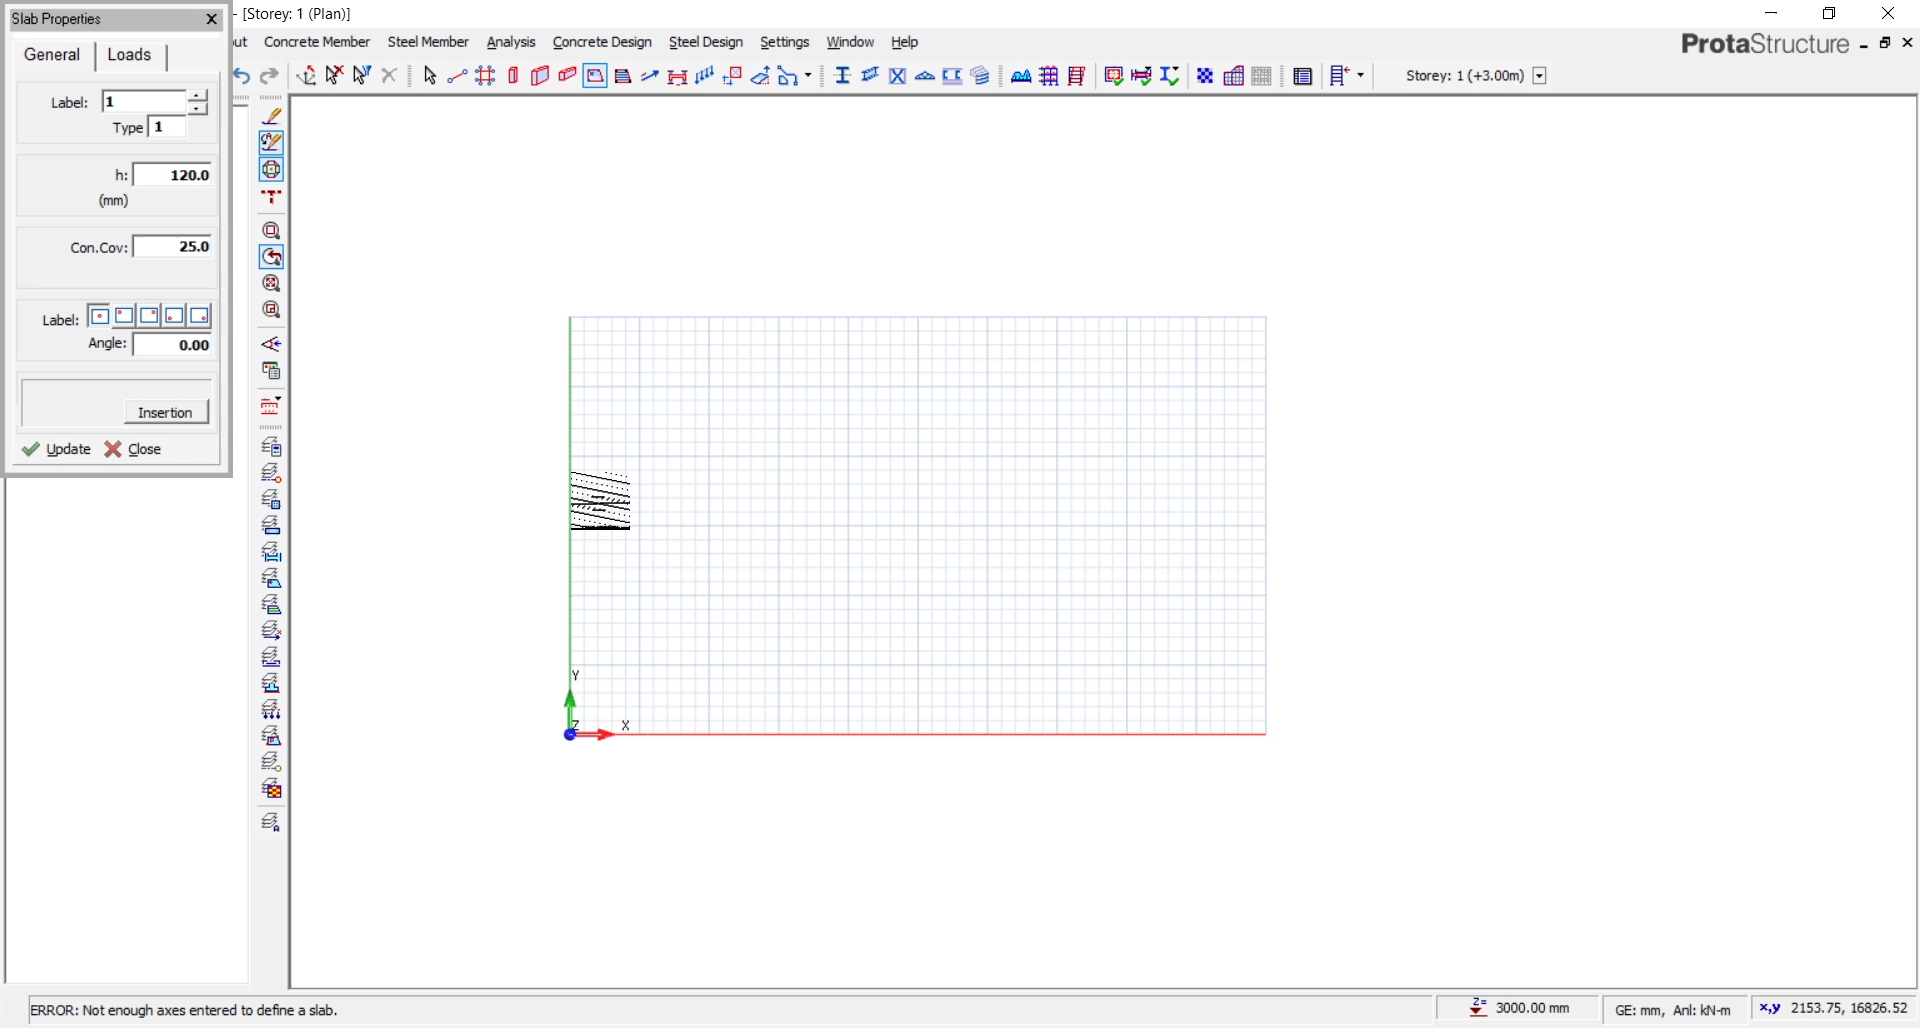 Slab Properties
- [Storey: 1 (Plan)]
ut Concrete Member Steel Member Analysis Concrete Design Steel Design Settings Window Help
ProtaStructure
General Loads
Storey: 1 (+3.00m)
Label: 1
Type 1
h: 120.0
(mm)
Con.Cov: 25.0
Label:
Angle: 0.00
Insertion
Update Close
Y
Z X
ERROR: Not enough axes entered to define a slab.
Z= 3000.00 mm
GE: mm, Anl: kN-m
x,y 2153.75, 16826.52